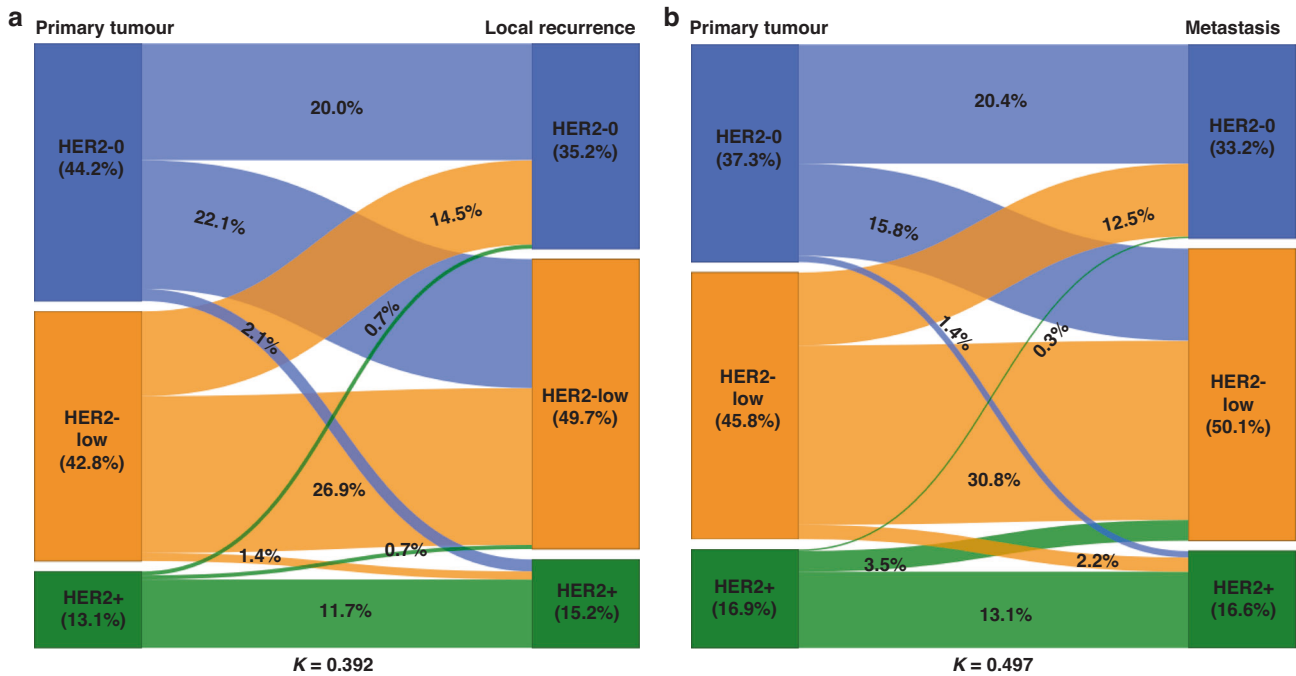 a
Primary tumour
Local recurrence
HER2-0
(44.2%)
20.0%
HER2-0
(35.2%)
22.1%
14.5%
2.1%
0.7%
HER2-
low
(42.8%)
HER2-low
(49.7%)
26.9%
1.4%
0.7%
HER2+
(13.1%)
11.7%
HER2+
(15.2%)
K = 0.392
b
Primary tumour
Metastasis
HER2-0
(37.3%)
20.4%
HER2-0
(33.2%)
15.8%
12.5%
1.4%
0.3%
HER2-
low
(45.8%)
HER2-
low
(50.1%)
30.8%
3.5%
2.2%
HER2+
(16.9%)
13.1%
HER2+
(16.6%)
K = 0.497